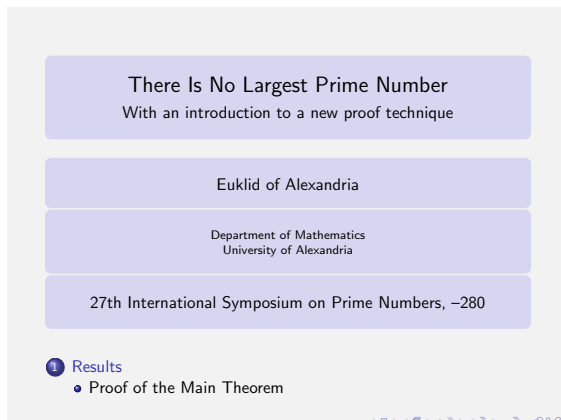 There Is No Largest Prime Number
With an introduction to a new proof technique
Euklid of Alexandria
Department of Mathematics
University of Alexandria
27th International Symposium on Prime Numbers, –280
1 Results
Proof of the Main Theorem